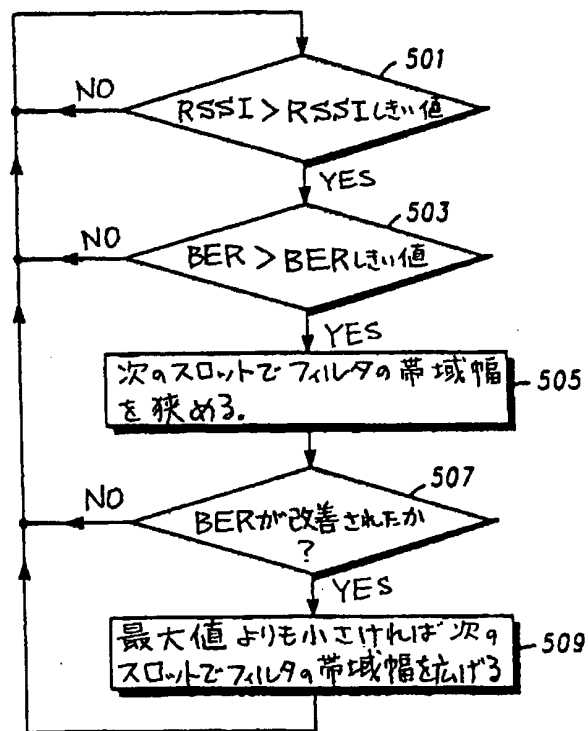 501
RSSI > RSSIしきい値
NO
YES
503
BER > BERしきい値
NO
YES
次のスロットでフィルタの帯域幅
を狭める.
505
507
BERが改善されたか
?
NO
YES
最大値よりも小さければ次の
スロットでフィルタの帯域幅を広げる
509